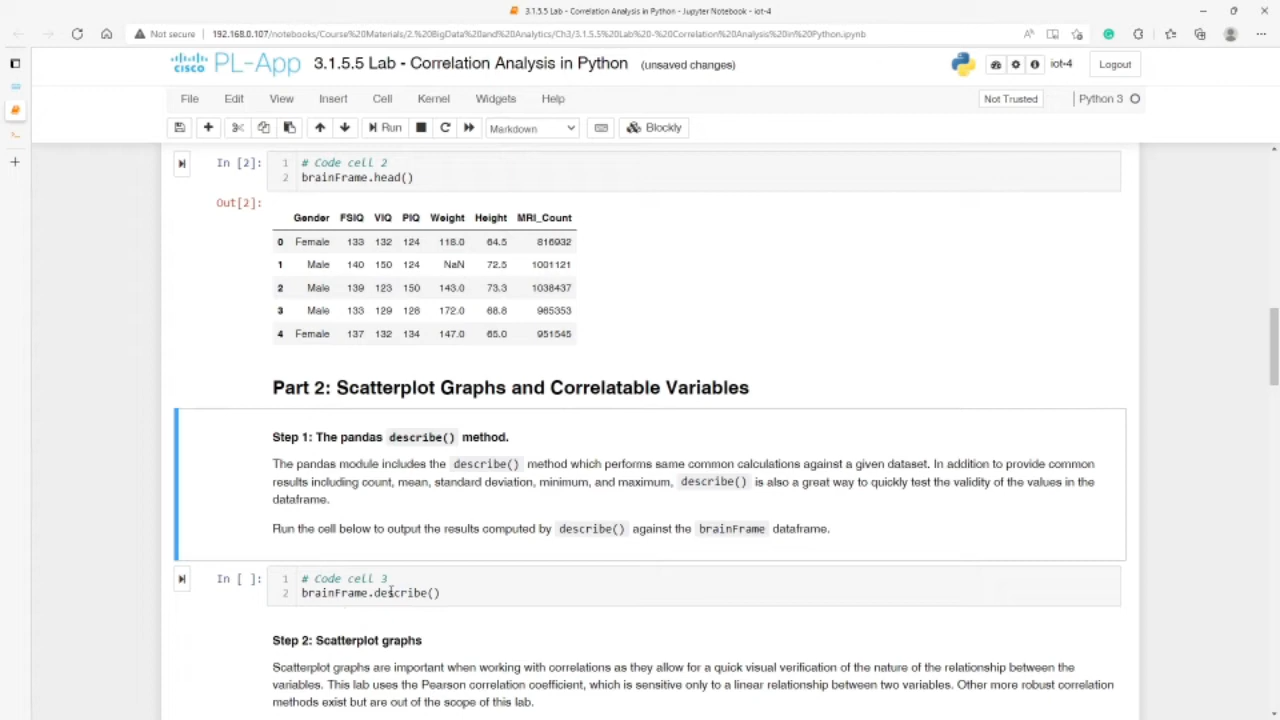 3.1.5.5 Lab - Correlation Analysis in Python - Jupyter Notebook - iot-4
Not secure 192.168.0.107/notebooks/Course%20Materials/2.%20BigData%20and%20Analytics/Ch3/3.1.5.5%20Lab%20-%20Correlation%20Analysis%20in%20Python.ipynb
cisco PL-App 3.1.5.5 Lab - Correlation Analysis in Python (unsaved changes) iot-4 Logout
File Edit View Insert Cell Kernel Widgets Help Not Trusted Python 3
Run Markdown Blockly
In [2]: 1 # Code cell 2
2 brainFrame.head()
Out[2]:
Gender FSIQ VIQ PIQ Weight Height MRI_Count
0 Female 133 132 124 118.0 64.5 816932
1 Male 140 150 124 NaN 72.5 1001121
2 Male 139 123 150 143.0 73.3 1038437
3 Male 133 129 128 172.0 68.8 965353
4 Female 137 132 134 147.0 65.0 951545
Part 2: Scatterplot Graphs and Correlatable Variables
Step 1: The pandas describe() method.
The pandas module includes the describe() method which performs same common calculations against a given dataset. In addition to provide common
results including count, mean, standard deviation, minimum, and maximum, describe() is also a great way to quickly test the validity of the values in the
dataframe.
Run the cell below to output the results computed by describe() against the brainFrame dataframe.
In [ ]: 1 # Code cell 3
2 brainFrame.describe()
Step 2: Scatterplot graphs
Scatterplot graphs are important when working with correlations as they allow for a quick visual verification of the nature of the relationship between the
variables. This lab uses the Pearson correlation coefficient, which is sensitive only to a linear relationship between two variables. Other more robust correlation
methods exist but are out of the scope of this lab.